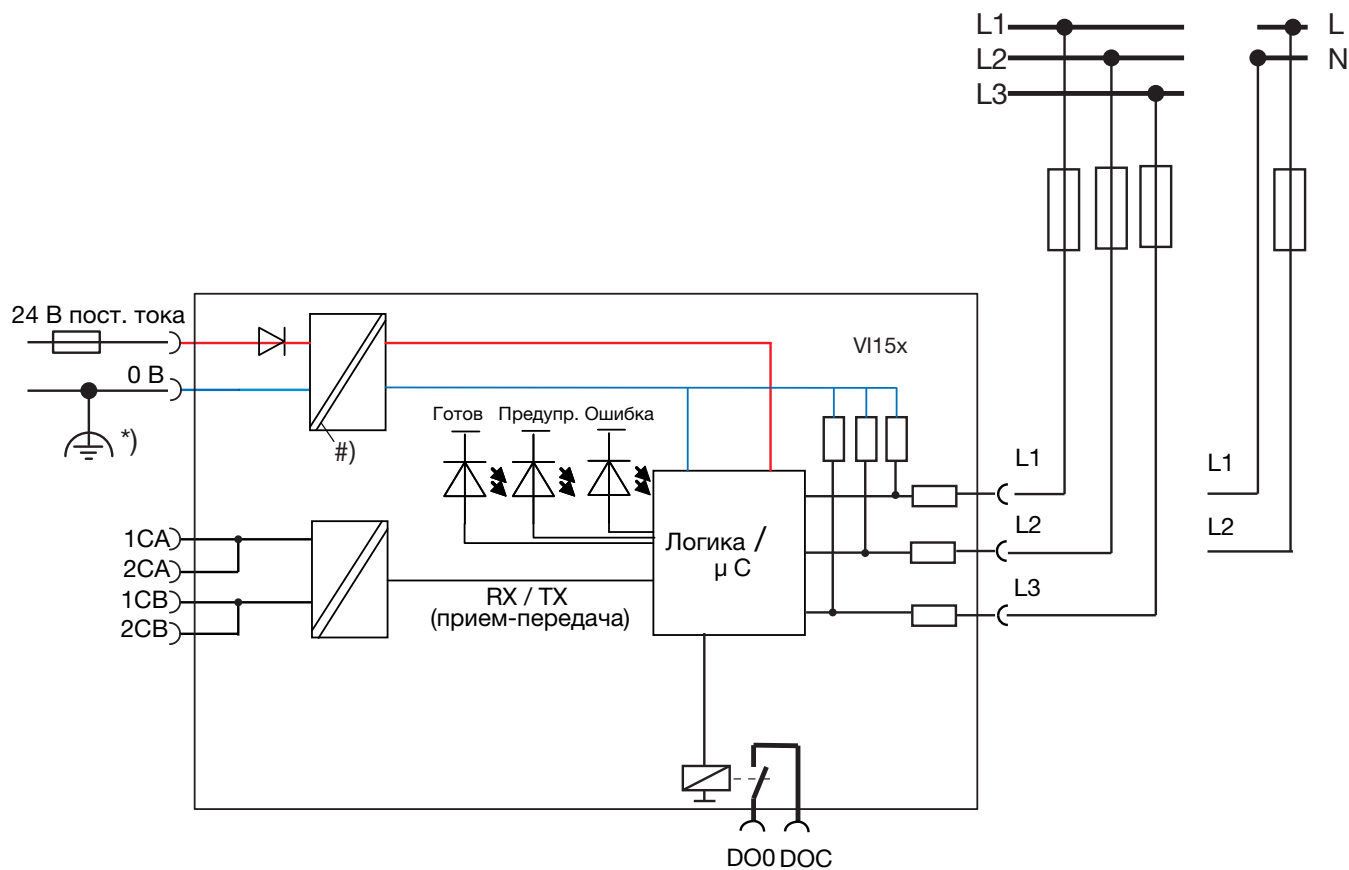 L1
L
L2
N
L3
24 В пост. тока
VI15x
0 В
*)
#)
Готов
Предупр.
Ошибка
L1
L1
1CA
2CA
1CB
2CB
RX / TX
(прием-передача)
Логика /
µ C
L2
L2
L3
DO0
DOC